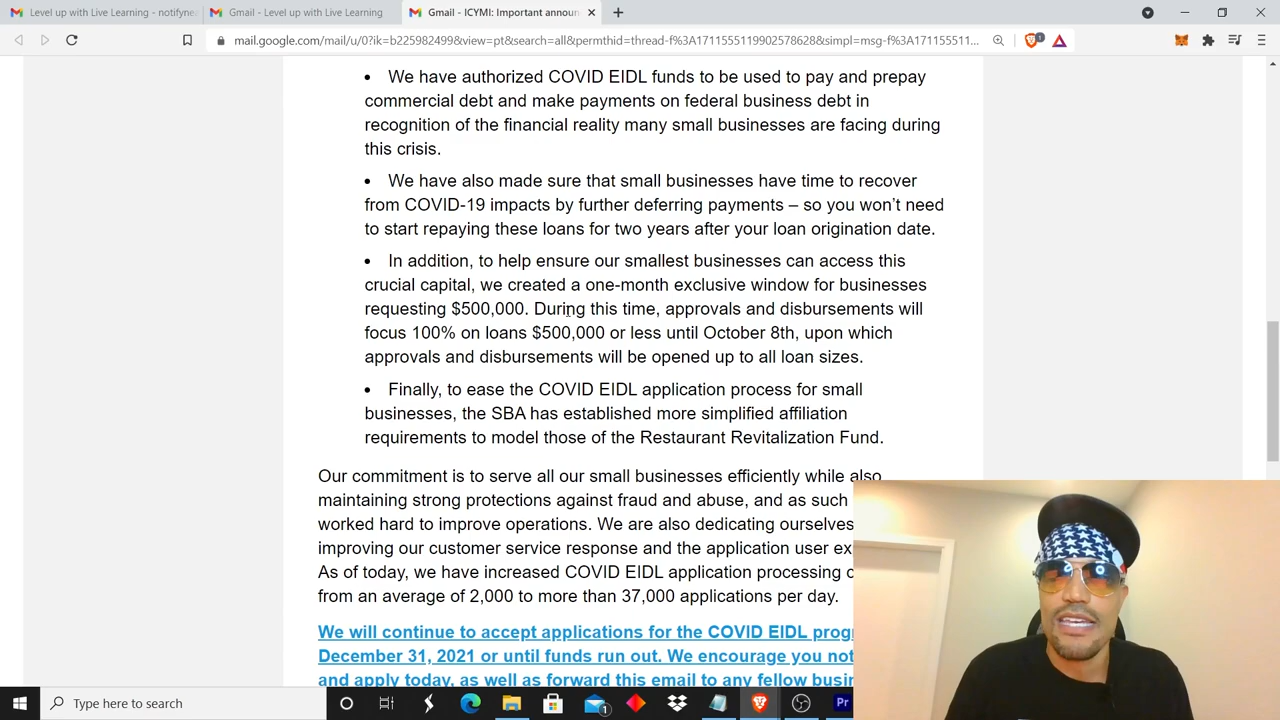 Level up with Live Learning - notifyne
Gmail - Level up with Live Learning
Gmail - ICYMI: Important announ
mail.google.com/mail/u/0?ik=b225982499&view=pt&search=all&permthid=thread-f%3A1711555119902578628&simpl=msg-f%3A171155511...
1
• We have authorized COVID EIDL funds to be used to pay and prepay
commercial debt and make payments on federal business debt in
recognition of the financial reality many small businesses are facing during
this crisis.
• We have also made sure that small businesses have time to recover
from COVID-19 impacts by further deferring payments – so you won't need
to start repaying these loans for two years after your loan origination date.
• In addition, to help ensure our smallest businesses can access this
crucial capital, we created a one-month exclusive window for businesses
requesting $500,000. During this time, approvals and disbursements will
focus 100% on loans $500,000 or less until October 8th, upon which
approvals and disbursements will be opened up to all loan sizes.
• Finally, to ease the COVID EIDL application process for small
businesses, the SBA has established more simplified affiliation
requirements to model those of the Restaurant Revitalization Fund.
Our commitment is to serve all our small businesses efficiently while also
maintaining strong protections against fraud and abuse, and as such
worked hard to improve operations. We are also dedicating ourselves
improving our customer service response and the application user ex
As of today, we have increased COVID EIDL application processing
from an average of 2,000 to more than 37,000 applications per day.
We will continue to accept applications for the COVID EIDL prog
December 31, 2021 or until funds run out. We encourage you not
and apply today, as well as forward this email to any fellow busin
Type here to search
1
Pr